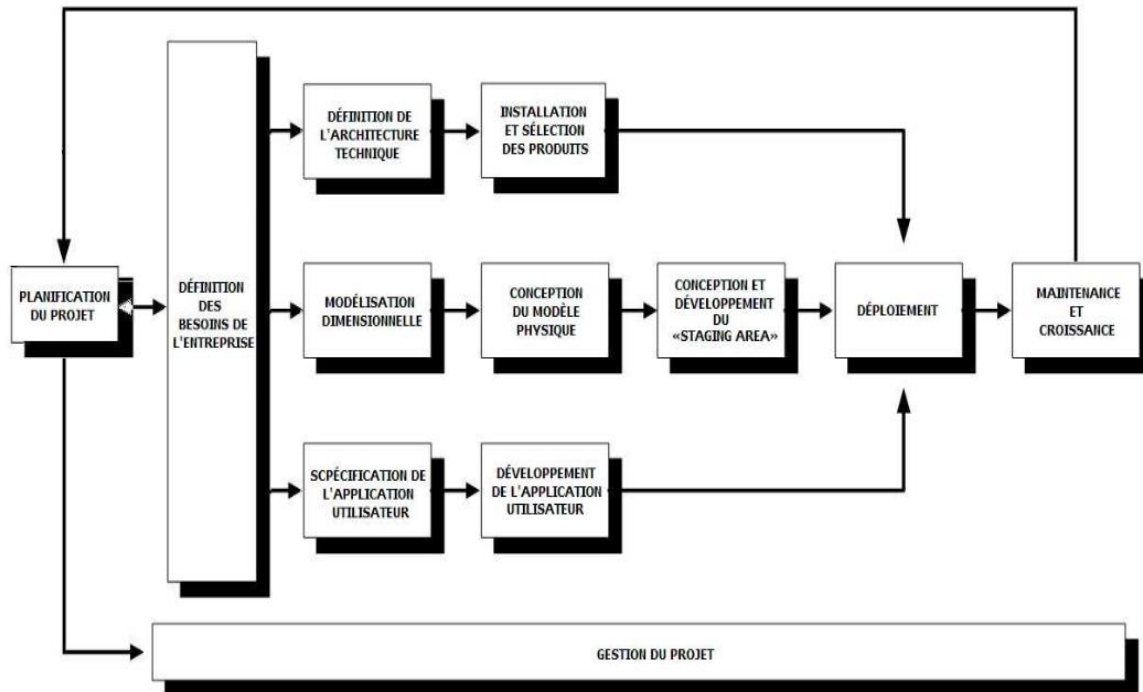 PLANIFICATION
DU PROJET
DÉFINITION
DES
BESOINS DE
L'ENTREPRISE
DÉFINITION DE
L'ARCHITECTURE
TECHNIQUE
INSTALLATION
ET SÉLECTION
DES PRODUITS
MODÉLISATION
DIMENSIONNELLE
CONCEPTION
DU MODÈLE
PHYSIQUE
CONCEPTION ET
DÉVELOPPEMENT
DU
«STAGING AREA»
SCPÉCIFICATION DE
L'APPLICATION
UTILISATEUR
DÉVELOPPEMENT
DE L'APPLICATION
UTILISATEUR
DÉPLOIEMENT
MAINTENANCE
ET
CROISSANCE
GESTION DU PROJET